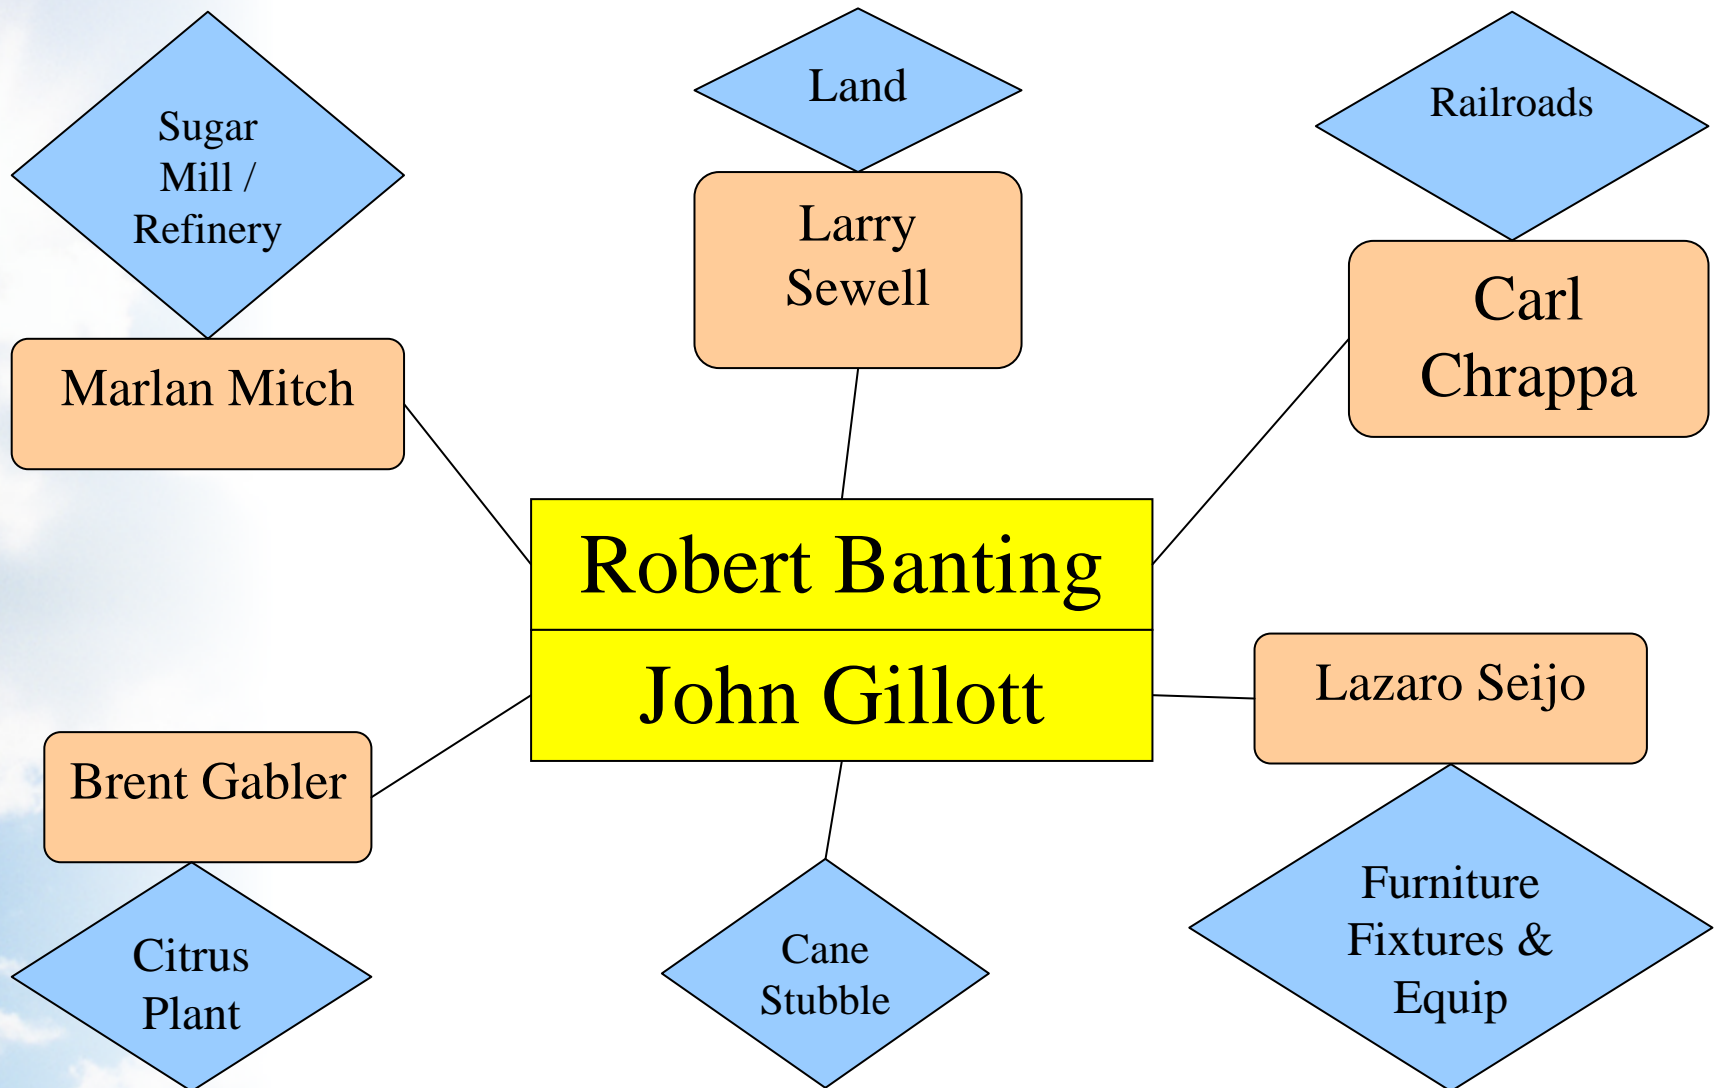 Sugar
Mill /
Refinery
Land
Railroads
Marlan Mitch
Larry
Sewell
Carl
Chrappa
Robert Banting
John Gillott
Brent Gabler
Lazaro Seijo
Citrus
Plant
Cane
Stubble
Furniture
Fixtures &
Equip